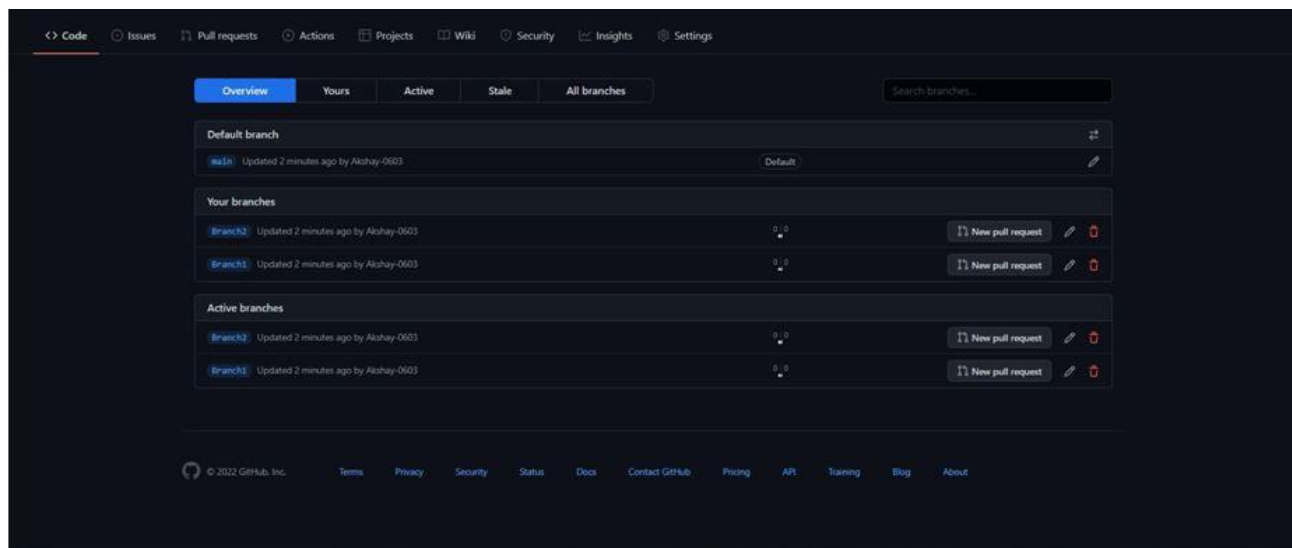 <> Code Issues Pull requests Actions Projects Wiki Security Insights Settings
Overview Yours Active Stale All branches Search branches...
Default branch
main Updated 2 minutes ago by Akshay-0603 Default
Your branches
Branch2 Updated 2 minutes ago by Akshay-0603 0 0 New pull request
Branch1 Updated 2 minutes ago by Akshay-0603 0 0 New pull request
Active branches
Branch2 Updated 2 minutes ago by Akshay-0603 0 0 New pull request
Branch1 Updated 2 minutes ago by Akshay-0603 0 0 New pull request
© 2022 GitHub, Inc. Terms Privacy Security Status Docs Contact GitHub Pricing API Training Blog About